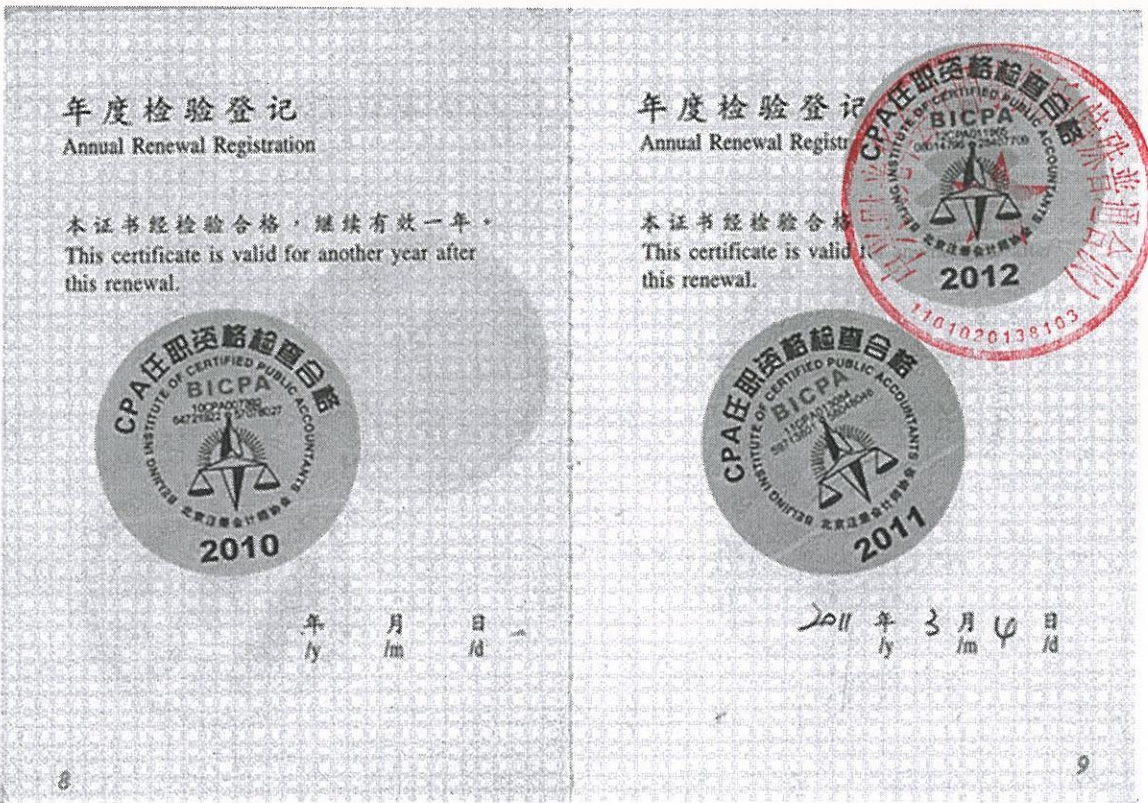 年度检验登记
Annual Renewal Registration
本证书经检验合格,继续有效一年。
This certificate is valid for another year after
this renewal.
CPA任职资格检查合格
BEIJING INSTITUTE OF CERTIFIED PUBLIC ACCOUNTANTS
BICPA
北京注册会计师协会
2010
年 月 日
/y /m /d
8
年度检验登记
Annual Renewal Registr
本证书经检验合格
This certificate is valid
this renewal.
CPA任职资格检查合格
BEIJING INSTITUTE OF CERTIFIED PUBLIC ACCOUNTANTS
BICPA
北京注册会计师协会
2012
1101020138103
CPA任职资格检查合格
BEIJING INSTITUTE OF CERTIFIED PUBLIC ACCOUNTANTS
BICPA
北京注册会计师协会
2011
2011 年 3 月 4 日
/y /m /d
9